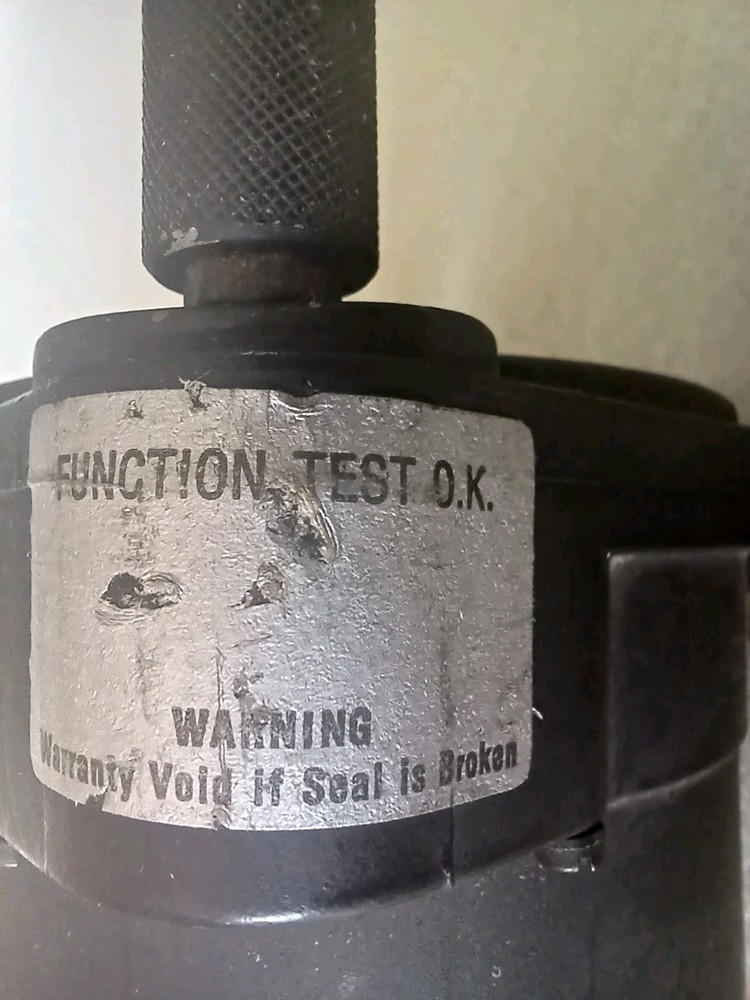 FUNCTION TEST O.K.
WARNING
Warranty Void if Seal is Broken